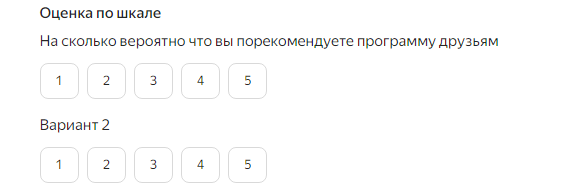 Оценка по шкале
На сколько вероятно что вы порекомендуете программу друзьям
1 2 3 4 5
Вариант 2
1 2 3 4 5